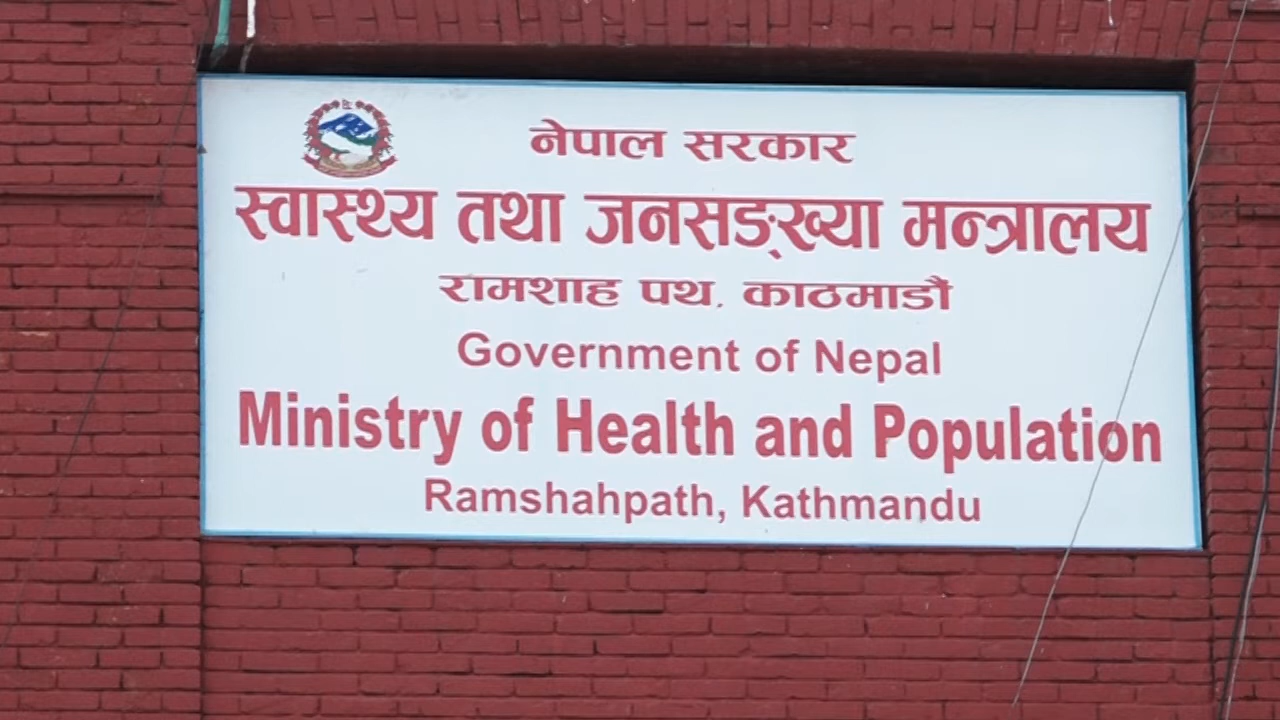 नेपाल सरकार
स्वास्थ्य तथा जनसङ्ख्या मन्त्रालय
रामशाह पथ, काठमाडौं
Government of Nepal
Ministry of Health and Population
Ramshahpath, Kathmandu